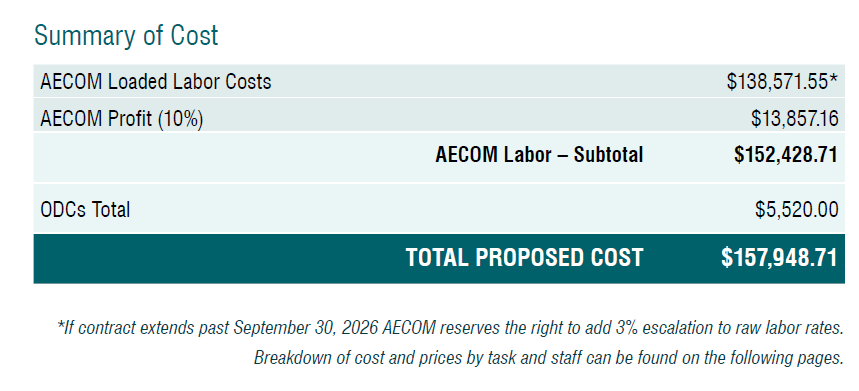 Summary of Cost
AECOM Loaded Labor Costs $138,571.55*
AECOM Profit (10%) $13,857.16
AECOM Labor – Subtotal $152,428.71
ODCs Total $5,520.00
TOTAL PROPOSED COST $157,948.71
*If contract extends past September 30, 2026 AECOM reserves the right to add 3% escalation to raw labor rates.
Breakdown of cost and prices by task and staff can be found on the following pages.